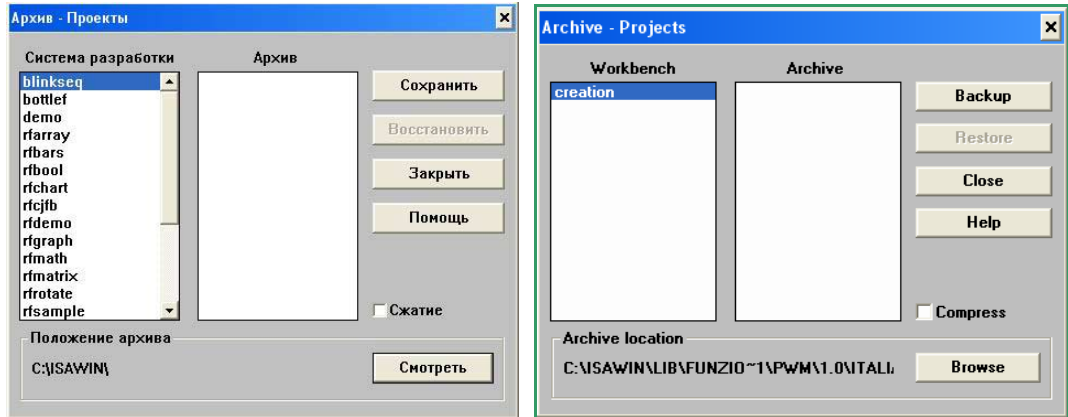 Архив - Проекты
Система разработки
Архив
blinkseq
bottlef
demo
rfarray
rfbars
rfbool
rfchart
rfcjfb
rfdemo
rfgraph
rfmath
rfmatrix
rfrotate
rfsample
Сохранить
Восстановить
Закрыть
Помощь
Сжатие
Положение архива
C:\ISAWIN\
Смотреть
Archive - Projects
Workbench
Archive
creation
Backup
Restore
Close
Help
Compress
Archive location
C:\ISAWIN\LIB\FUNZIO~1\PWM\1.0\ITALI
Browse